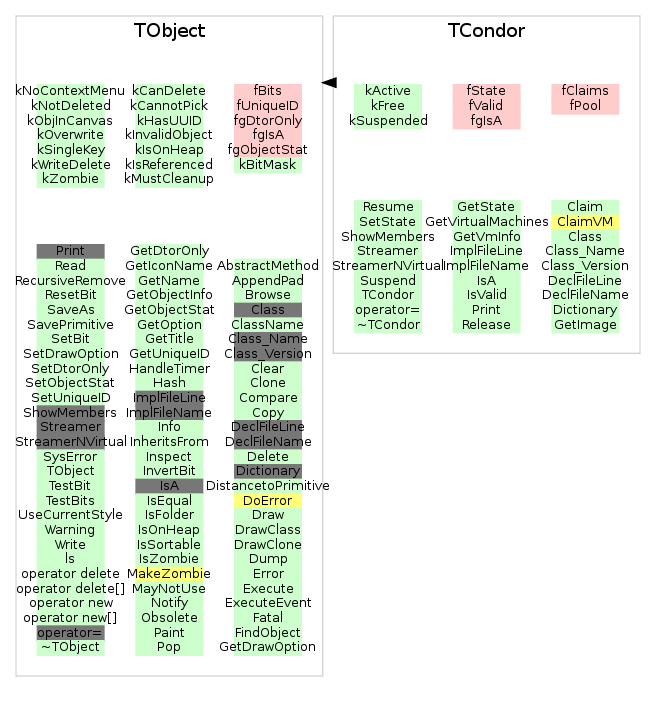 TObject
kNoContextMenu
kNotDeleted
kObjInCanvas
kOverwrite
kSingleKey
kWriteDelete
kZombie
kCanDelete
kCannotPick
kHasUUID
kInvalidObject
kIsOnHeap
kIsReferenced
kMustCleanup
fBits
fUniqueID
fgDtorOnly
fgIsA
fgObjectStat
kBitMask
Print
Read
RecursiveRemove
ResetBit
SaveAs
SavePrimitive
SetBit
SetDrawOption
SetDtorOnly
SetObjectStat
SetUniqueID
ShowMembers
Streamer
StreamerNVirtual
SysError
TObject
TestBit
TestBits
UseCurrentStyle
Warning
Write
ls
operator delete
operator delete[]
operator new
operator new[]
operator=
~TObject
GetDtorOnly
GetIconName
GetName
GetObjectInfo
GetObjectStat
GetOption
GetTitle
GetUniqueID
HandleTimer
Hash
ImplFileLine
ImplFileName
Info
InheritsFrom
Inspect
InvertBit
IsA
IsEqual
IsFolder
IsOnHeap
IsSortable
IsZombie
MakeZombie
MayNotUse
Notify
Obsolete
Paint
Pop
AbstractMethod
AppendPad
Browse
Class
ClassName
Class_Name
Class_Version
Clear
Clone
Compare
Copy
DeclFileLine
DeclFileName
Delete
Dictionary
DistancetoPrimitive
DoError
Draw
DrawClass
DrawClone
Dump
Error
Execute
ExecuteEvent
Fatal
FindObject
GetDrawOption
TCondor
kActive
kFree
kSuspended
fState
fValid
fgIsA
fClaims
fPool
Resume
SetState
ShowMembers
Streamer
StreamerNVirtual
Suspend
TCondor
operator=
~TCondor
GetState
GetVirtualMachines
GetVmInfo
ImplFileLine
ImplFileName
IsA
IsValid
Print
Release
Claim
ClaimVM
Class
Class_Name
Class_Version
DeclFileLine
DeclFileName
Dictionary
GetImage